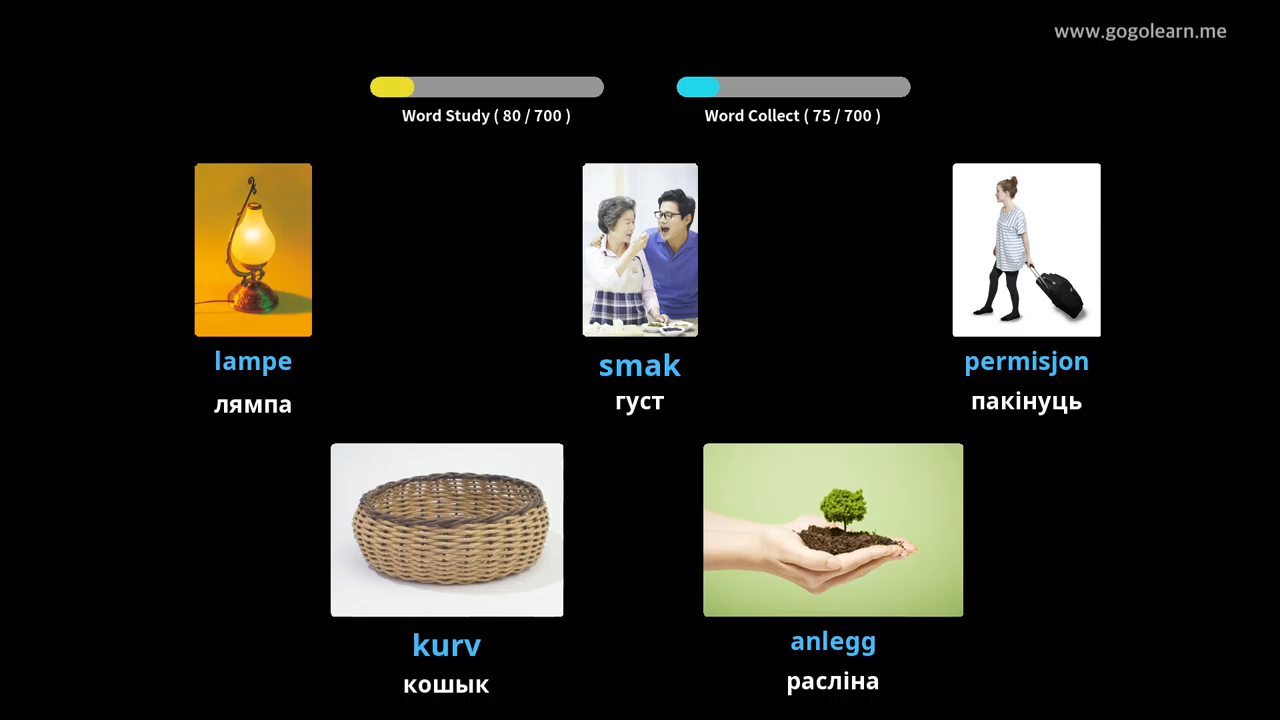 www.gogolearn.me
Word Study ( 80 / 700 )
Word Collect ( 75 / 700 )
lampe
лямпа
smak
густ
permisjon
пакінуць
kurv
кошык
anlegg
расліна